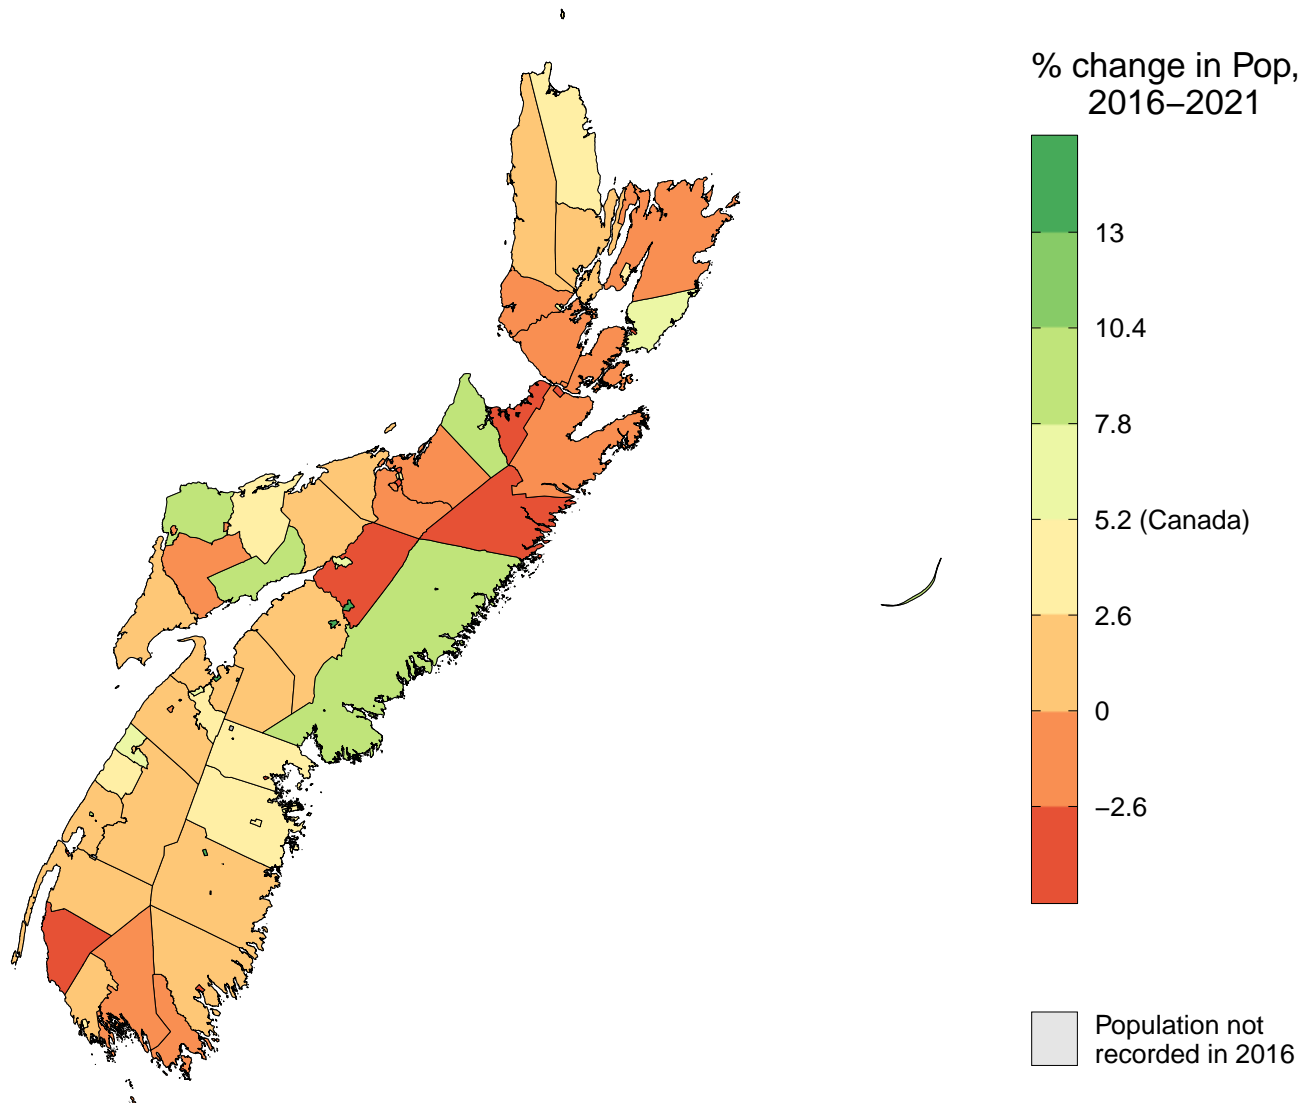 % change in Pop,
2016−2021
13
10.4
7.8
5.2 (Canada)
2.6
0
−2.6
Population not
recorded in 2016